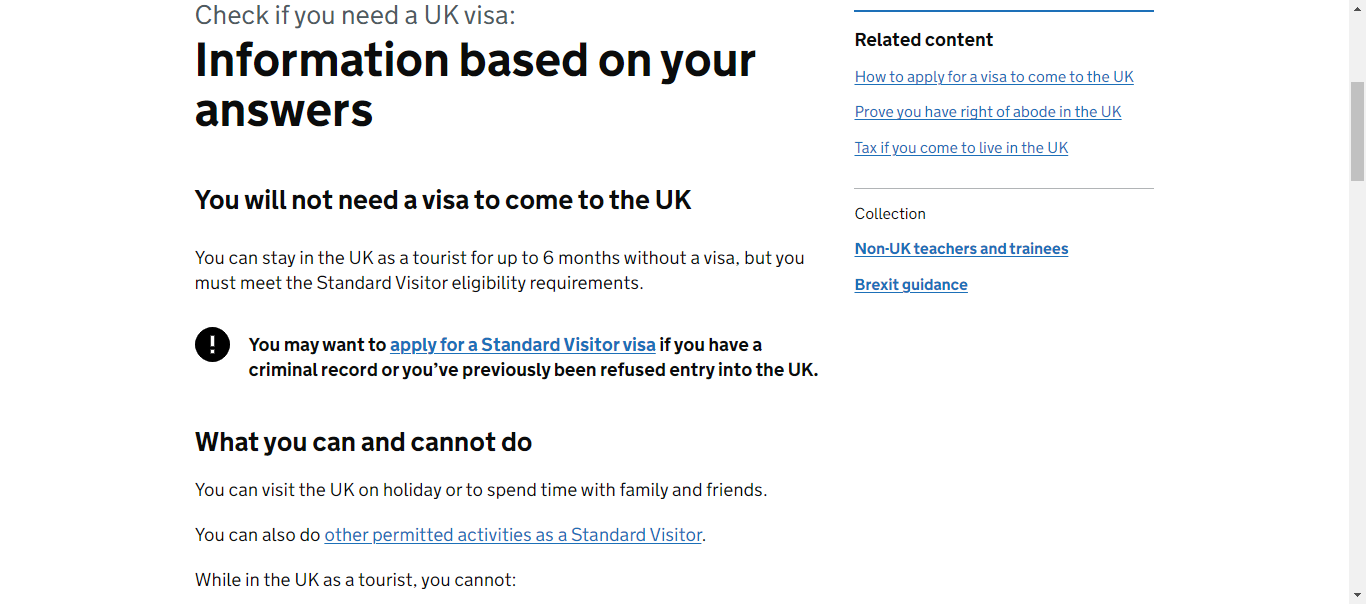 Check if you need a UK visa:
Information based on your
answers
You will not need a visa to come to the UK
You can stay in the UK as a tourist for up to 6 months without a visa, but you
must meet the Standard Visitor eligibility requirements.
! You may want to apply for a Standard Visitor visa if you have a
criminal record or you’ve previously been refused entry into the UK.
What you can and cannot do
You can visit the UK on holiday or to spend time with family and friends.
You can also do other permitted activities as a Standard Visitor.
While in the UK as a tourist, you cannot:
Related content
How to apply for a visa to come to the UK
Prove you have right of abode in the UK
Tax if you come to live in the UK
Collection
Non-UK teachers and trainees
Brexit guidance